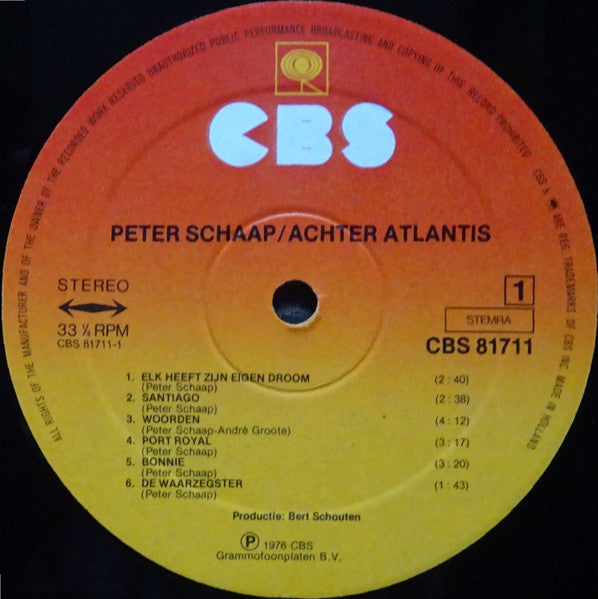 ALL RIGHTS OF THE MANUFACTURER AND OF THE OWNER OF THE RECORDED WORK RESERVED UNAUTHORIZED PUBLIC PERFORMANCE BROADCASTING AND COPYING OF THIS RECORD PROHIBITED CBS & ARE REG. TRADEMARKS OF CBS INC. MADE IN HOLLAND
CBS
PETER SCHAAP/ACHTER ATLANTIS
STEREO
33 ⅓ RPM
CBS 81711-1
1
STEMRA
CBS 81711
1. ELK HEEFT ZIJN EIGEN DROOM (2 : 40)
(Peter Schaap)
2. SANTIAGO (2 : 38)
(Peter Schaap)
3. WOORDEN (4 : 12)
(Peter Schaap-André Groote)
4. PORT ROYAL (3 : 17)
(Peter Schaap)
5. BONNIE (3 : 20)
(Peter Schaap)
6. DE WAARZEGSTER (1 : 43)
(Peter Schaap)
Productie: Bert Schouten
Ⓟ 1976 CBS
Grammofoonplaten B.V.